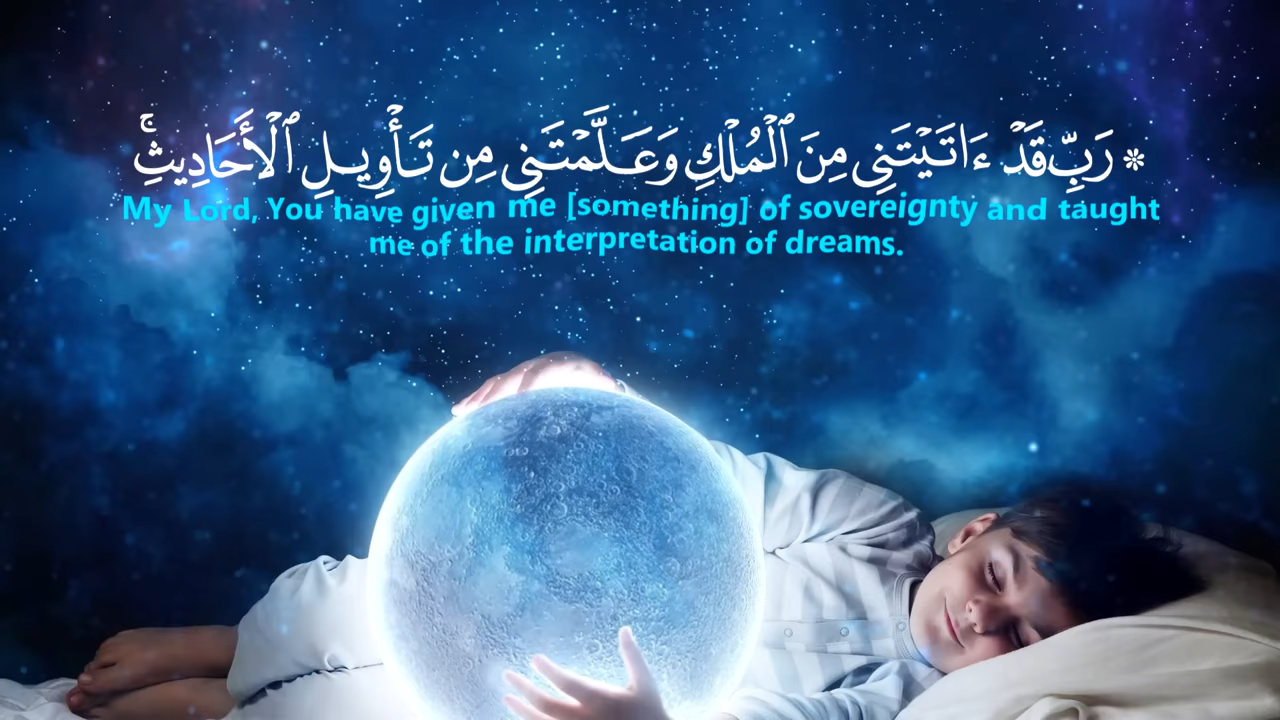 ۞ رَبِّ قَدْ ءَاتَيْتَنِى مِنَ ٱلْمُلْكِ وَعَلَّمْتَنِى مِن تَأْوِيلِ ٱلْأَحَادِيثِ ۚ
My Lord, You have given me [something] of sovereignty and taught
me of the interpretation of dreams.